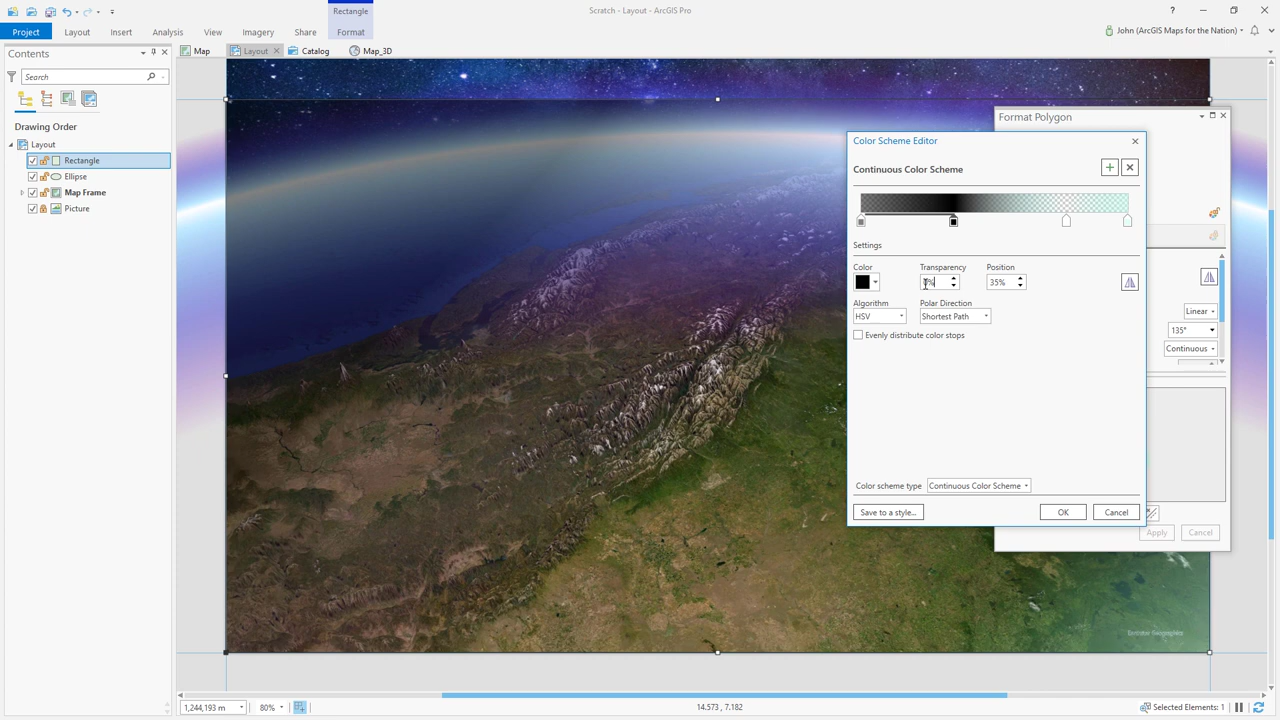 Rectangle
Scratch - Layout - ArcGIS Pro
?
Project
Layout
Insert
Analysis
View
Imagery
Share
Format
John (ArcGIS Maps for the Nation)
Contents
Map
Layout
Catalog
Map_3D
Search
Format Polygon
Drawing Order
Color Scheme Editor
Layout
Rectangle
Continuous Color Scheme
Ellipse
Map Frame
Picture
Settings
Color
Transparency
Position
35%
Algorithm
Polar Direction
Linear
HSV
Shortest Path
135°
Evenly distribute color stops
Continuous
Color scheme type
Continuous Color Scheme
Save to a style...
OK
Cancel
Apply
Cancel
Earthstar Geographics
1,244,193 m
80%
14.573 , 7.182
Selected Elements: 1